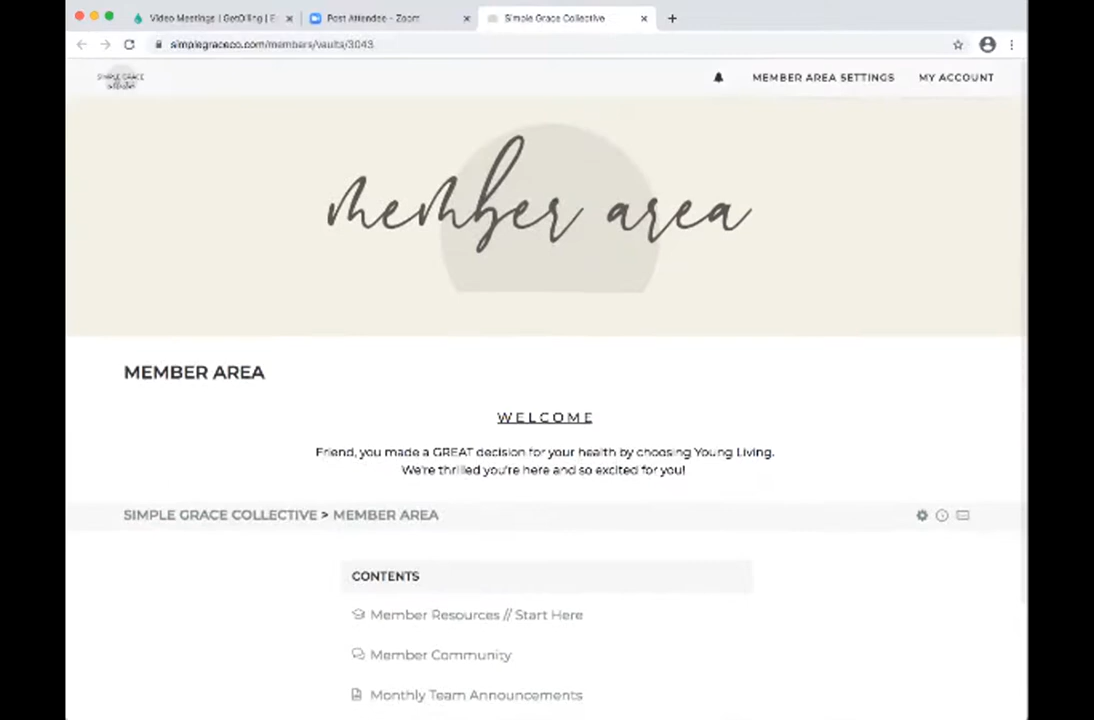 Video Meetings | GetOiling | E
Post Attendee - Zoom
Simple Grace Collective
simplegraceco.com/members/vaults/3043
SIMPLE GRACE
MEMBER AREA SETTINGS
MY ACCOUNT
member area
MEMBER AREA
WELCOME
Friend, you made a GREAT decision for your health by choosing Young Living.
We're thrilled you're here and so excited for you!
SIMPLE GRACE COLLECTIVE > MEMBER AREA
CONTENTS
Member Resources // Start Here
Member Community
Monthly Team Announcements